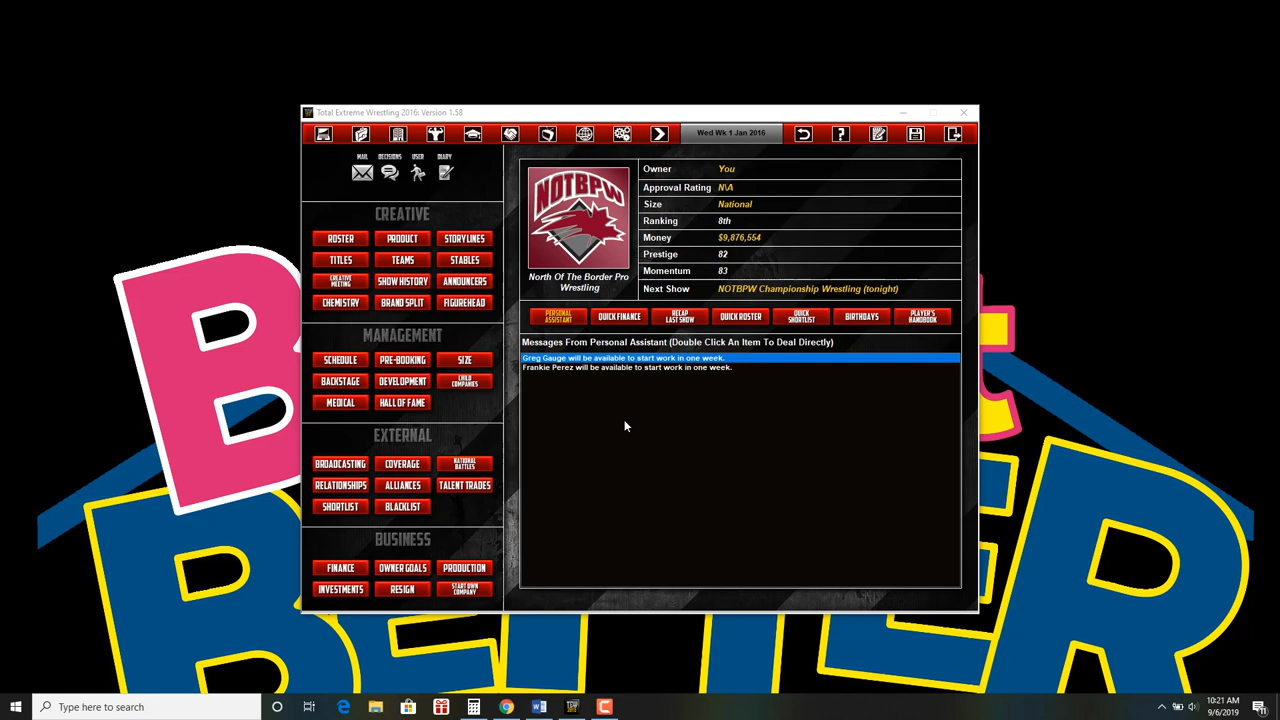 Total Extreme Wrestling 2016: Version 1.58
Wed Wk 1 Jan 2016
MAIL DECISIONS USER DIARY
CREATIVE
ROSTER PRODUCT STORYLINES
TITLES TEAMS STABLES
CREATIVE MEETING SHOW HISTORY ANNOUNCERS
CHEMISTRY BRAND SPLIT FIGUREHEAD
MANAGEMENT
SCHEDULE PRE-BOOKING SIZE
BACKSTAGE DEVELOPMENT CHILD COMPANIES
MEDICAL HALL OF FAME
EXTERNAL
BROADCASTING COVERAGE NATIONAL BATTLES
RELATIONSHIPS ALLIANCES TALENT TRADES
SHORTLIST BLACKLIST
BUSINESS
FINANCE OWNER GOALS PRODUCTION
INVESTMENTS RESIGN START OWN COMPANY
NOTBPW
North Of The Border Pro
Wrestling
Owner You
Approval Rating N\A
Size National
Ranking 8th
Money $9,876,554
Prestige 82
Momentum 83
Next Show NOTBPW Championship Wrestling (tonight)
PERSONAL ASSISTANT QUICK FINANCE RECAP LAST SHOW QUICK ROSTER QUICK SHORTLIST BIRTHDAYS PLAYER'S HANDBOOK
Messages From Personal Assistant (Double Click An Item To Deal Directly)
Greg Gauge will be available to start work in one week.
Frankie Perez will be available to start work in one week.
Type here to search
10:21 AM
9/6/2019